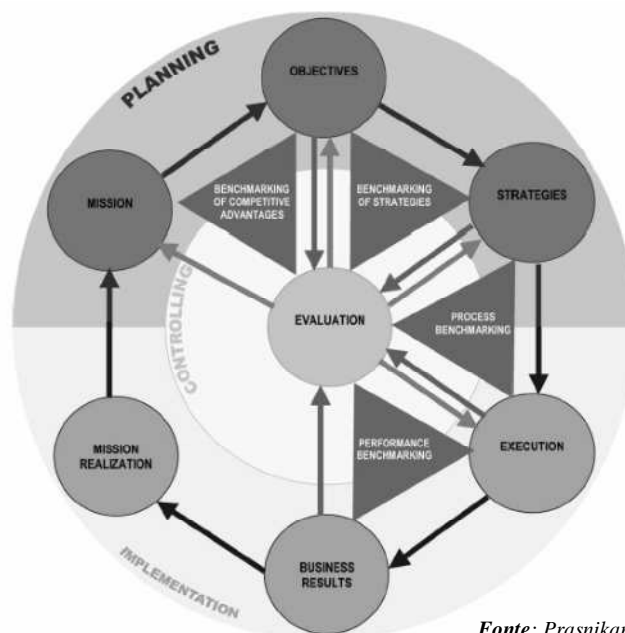 PLANNING
OBJECTIVES
MISSION
BENCHMARKING
OF COMPETITIVE
ADVANTAGES
BENCHMARKING
OF STRATEGIES
STRATEGIES
CONTROLLING
EVALUATION
PROCESS
BENCHMARKING
MISSION
REALIZATION
PERFORMANCE
BENCHMARKING
EXECUTION
BUSINESS
RESULTS
IMPLEMENTATION
Fonte: Prasnikar